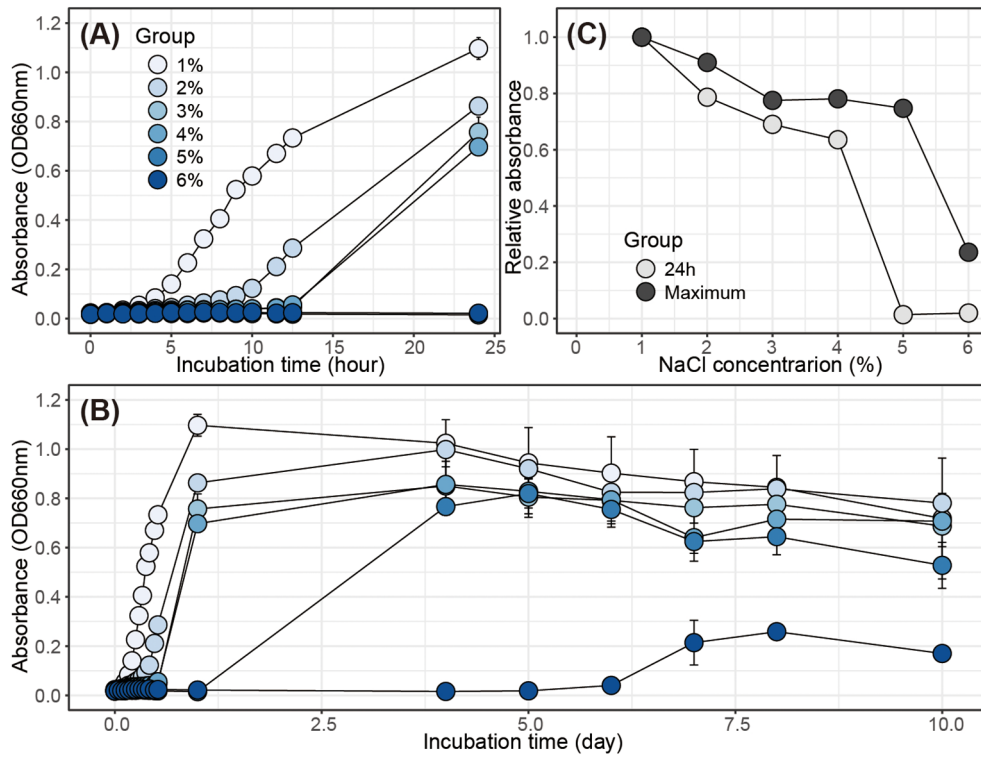 (A)
Group
1%
2%
3%
4%
5%
6%
Absorbance (OD660nm)
1.2
1.0
0.8
0.6
0.4
0.2
0.0
0 5 10 15 20 25
Incubation time (hour)
(C)
Group
24h
Maximum
Relative absorbance
1.0
0.8
0.6
0.4
0.2
0.0
0 1 2 3 4 5 6
NaCl concentrarion (%)
(B)
Absorbance (OD660nm)
1.2
1.0
0.8
0.6
0.4
0.2
0.0
0.0 2.5 5.0 7.5 10.0
Incubation time (day)